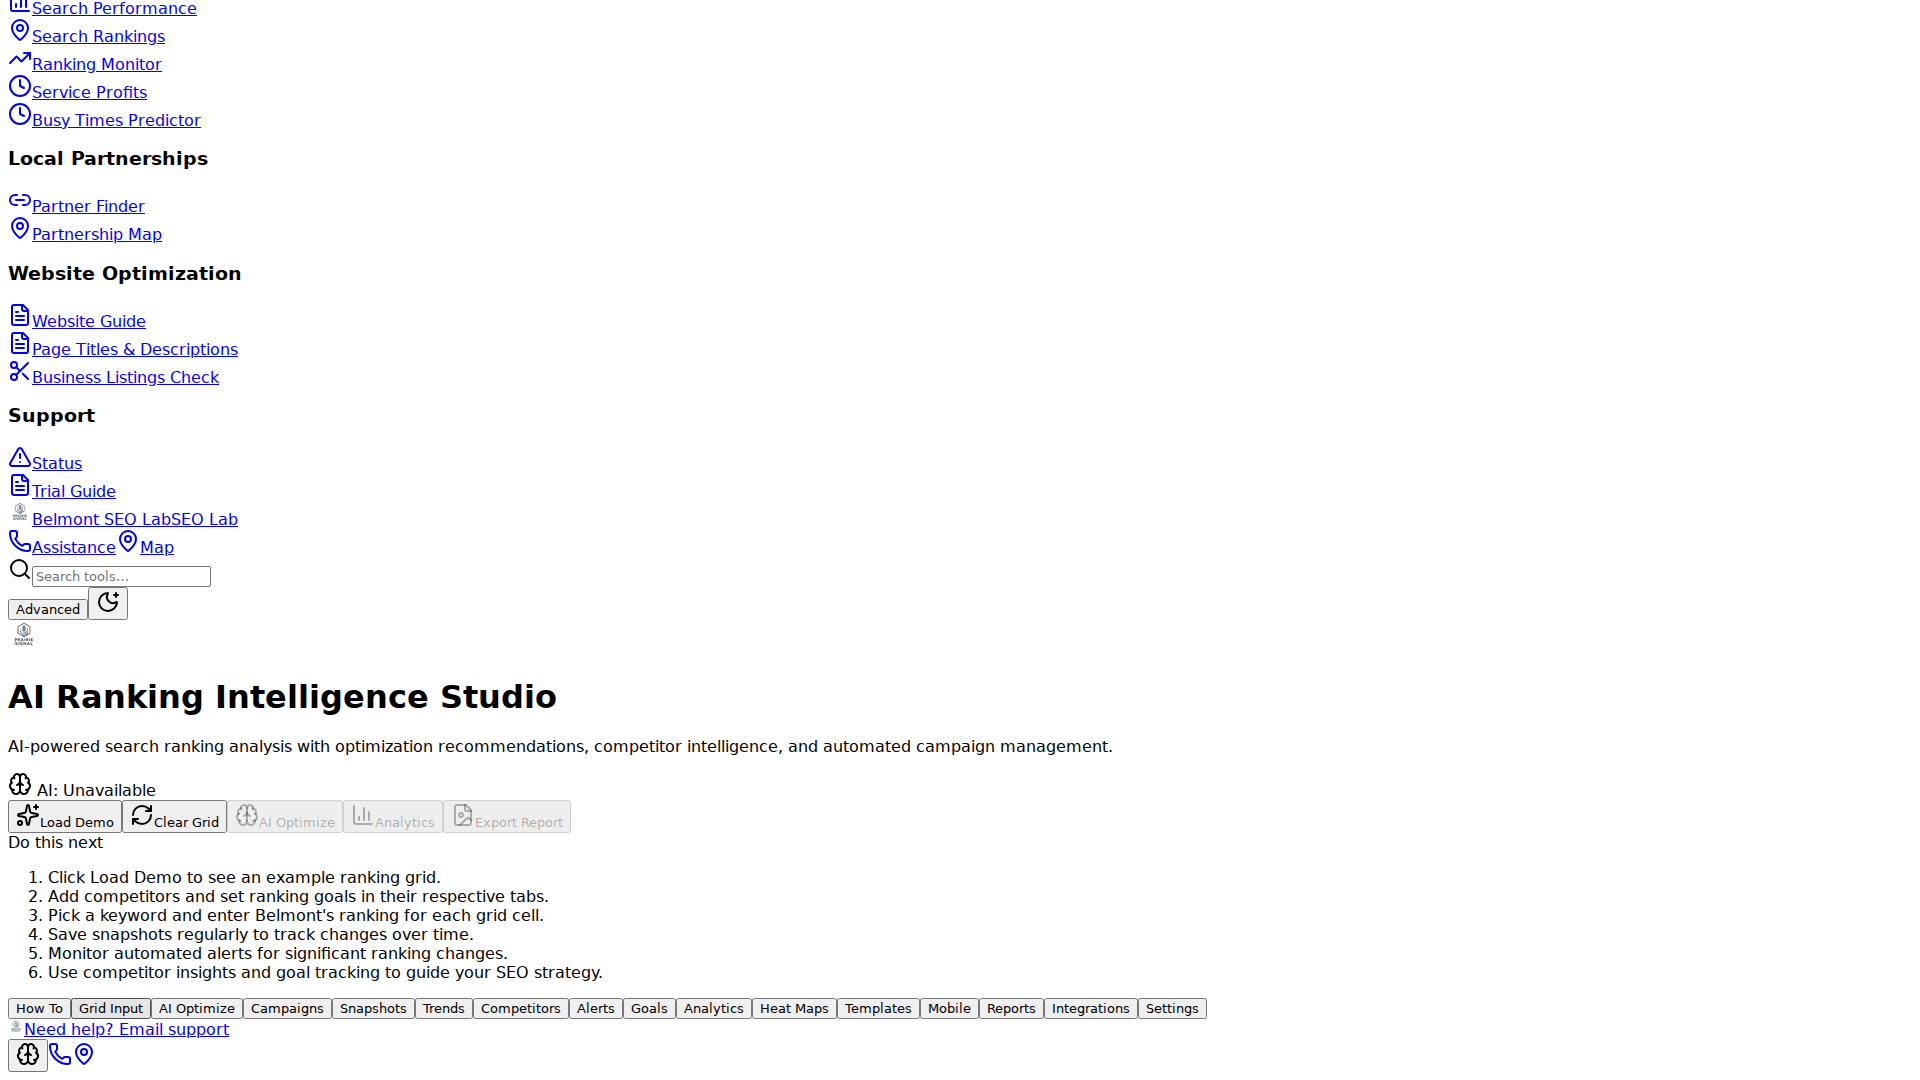 Search Performance
Search Rankings
Ranking Monitor
Service Profits
Busy Times Predictor
Local Partnerships
Partner Finder
Partnership Map
Website Optimization
Website Guide
Page Titles & Descriptions
Business Listings Check
Support
Status
Trial Guide
PRAIRIE SIGNAL Belmont SEO LabSEO Lab
Assistance Map
Search tools...
Advanced
PRAIRIE
SIGNAL
AI Ranking Intelligence Studio
AI-powered search ranking analysis with optimization recommendations, competitor intelligence, and automated campaign management.
AI: Unavailable
Load Demo Clear Grid AI Optimize Analytics Export Report
Do this next
1. Click Load Demo to see an example ranking grid.
2. Add competitors and set ranking goals in their respective tabs.
3. Pick a keyword and enter Belmont's ranking for each grid cell.
4. Save snapshots regularly to track changes over time.
5. Monitor automated alerts for significant ranking changes.
6. Use competitor insights and goal tracking to guide your SEO strategy.
How To Grid Input AI Optimize Campaigns Snapshots Trends Competitors Alerts Goals Analytics Heat Maps Templates Mobile Reports Integrations Settings
Need help? Email support